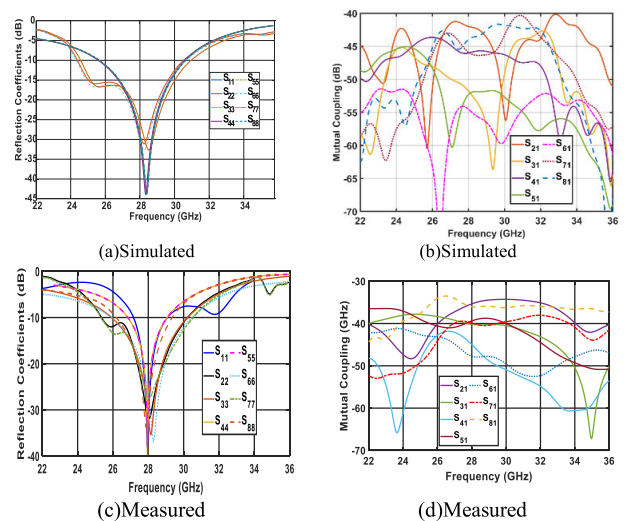 0
-5
-10
-15
-20
-25
-30
-35
-40
-45
Reflection Coefficients (dB)
22 24 26 28 30 32 34
Frequency (GHz)
S11 S55
S22 S66
S33 S77
S44 S88
(a)Simulated
-40
-45
-50
-55
-60
-70
Mutual Coupling (dB)
22 24 26 28 30 32 34 36
Frequency (GHz)
S21 S61
S31 S71
S41 S81
S51
(b)Simulated
0
-10
-20
-30
-40
Reflection Coefficients (dB)
22 24 26 28 30 32 34 36
Frequency (GHz)
S11 S55
S22 S66
S33 S77
S44 S88
(c)Measured
-30
-40
-50
-60
-70
Mutual Coupling (GHz)
22 24 26 28 30 32 34 36
Frequency (GHz)
S21 S61
S31 S71
S41 S81
S51
(d)Measured